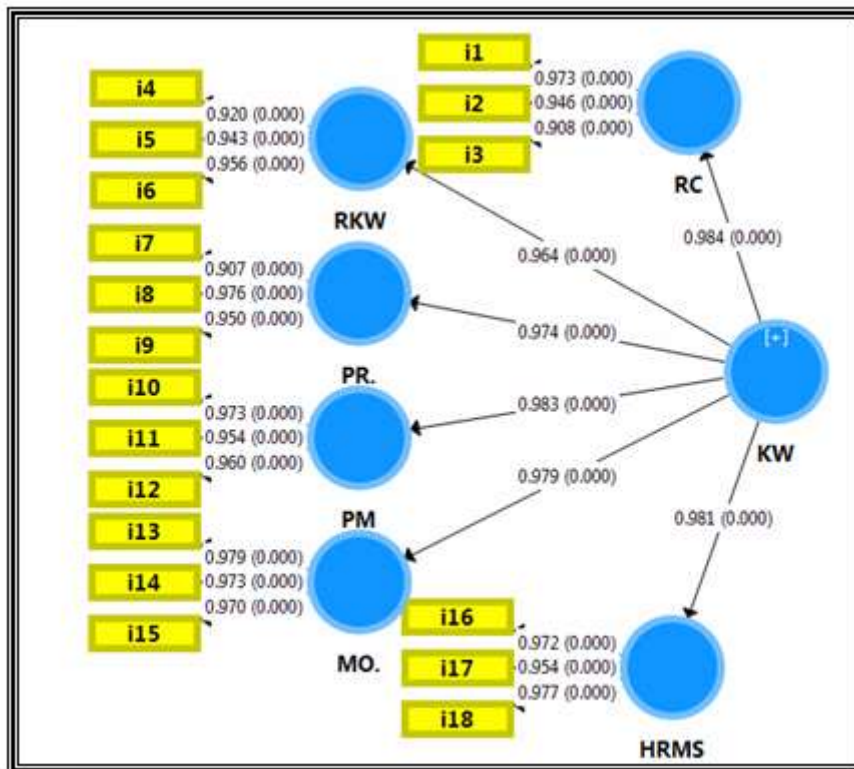 i1
0.973 (0.000)
i2
0.946 (0.000)
i3
0.908 (0.000)
RC
i4
0.920 (0.000)
i5
0.943 (0.000)
i6
0.956 (0.000)
RKW
0.984 (0.000)
0.964 (0.000)
i7
0.907 (0.000)
i8
0.976 (0.000)
i9
0.950 (0.000)
PR.
0.974 (0.000)
[+]
KW
i10
0.973 (0.000)
i11
0.954 (0.000)
i12
0.960 (0.000)
PM
0.983 (0.000)
0.979 (0.000)
0.981 (0.000)
i13
0.979 (0.000)
i14
0.973 (0.000)
i15
0.970 (0.000)
MO.
i16
0.972 (0.000)
i17
0.954 (0.000)
i18
0.977 (0.000)
HRMS